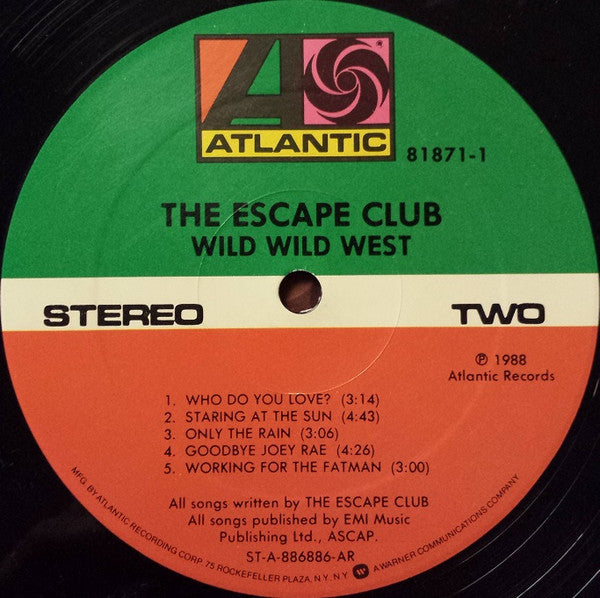 ATLANTIC
81871-1
THE ESCAPE CLUB
WILD WILD WEST
STEREO
TWO
℗ 1988
Atlantic Records
1. WHO DO YOU LOVE? (3:14)
2. STARING AT THE SUN (4:43)
3. ONLY THE RAIN (3:06)
4. GOODBYE JOEY RAE (4:26)
5. WORKING FOR THE FATMAN (3:00)
All songs written by THE ESCAPE CLUB
All songs published by EMI Music
Publishing Ltd., ASCAP.
ST-A-886886-AR
MFG. BY ATLANTIC RECORDING CORP. 75 ROCKEFELLER PLAZA, N.Y. N.Y. A WARNER COMMUNICATIONS COMPANY